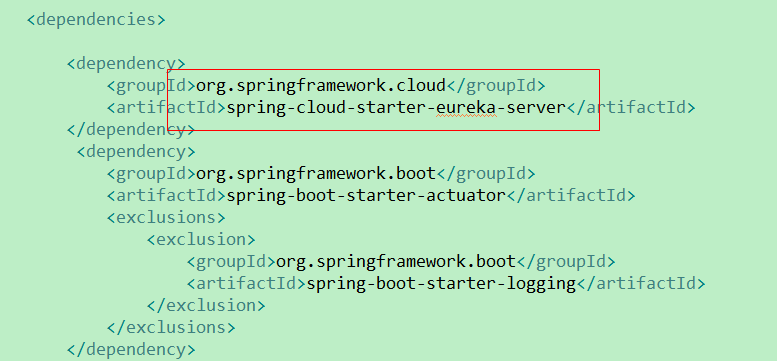 <dependencies>
<dependency>
<groupId>org.springframework.cloud</groupId>
<artifactId>spring-cloud-starter-eureka-server</artifactId>
</dependency>
<dependency>
<groupId>org.springframework.boot</groupId>
<artifactId>spring-boot-starter-actuator</artifactId>
<exclusions>
<exclusion>
<groupId>org.springframework.boot</groupId>
<artifactId>spring-boot-starter-logging</artifactId>
</exclusion>
</exclusions>
</dependency>